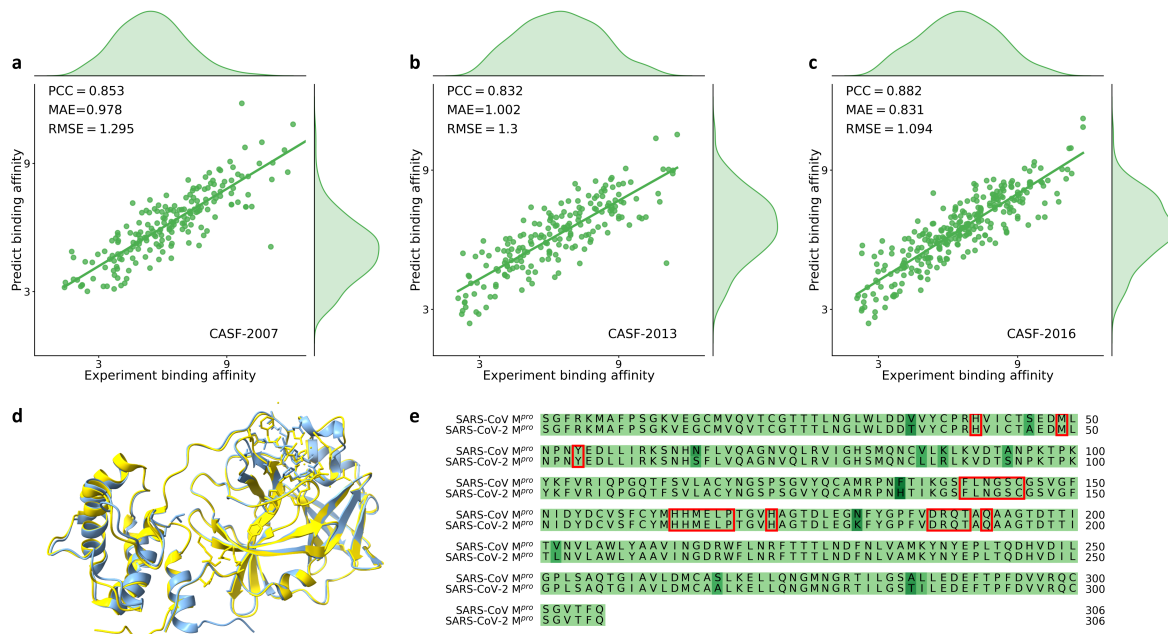 a
PCC = 0.853
MAE=0.978
RMSE = 1.295
9
3
Predict binding affinity
CASF-2007
3 9
Experiment binding affinity
b
PCC = 0.832
MAE=1.002
RMSE = 1.3
9
3
Predict binding affinity
CASF-2013
3 9
Experiment binding affinity
c
PCC = 0.882
MAE = 0.831
RMSE = 1.094
9
3
Predict binding affinity
CASF-2016
3 9
Experiment binding affinity
d
e
SARS-CoV Mpro SGFRKMAFPSGKVEGCMVQVTCGTTTLNGLWLDDVVYCPRHVICTSEDML 50
SARS-CoV-2 Mpro SGFRKMAFPSGKVEGCMVQVTCGTTTLNGLWLDDTVYCPRHVICTAEDML 50
SARS-CoV Mpro NPNYEDLLIRKSNHNFLVQAGNVQLRVIGHSMQNCVLKLKVDTANPKTPK 100
SARS-CoV-2 Mpro NPNYEDLLIRKSNHSFLVQAGNVQLRVIGHSMQNCLLRLKVDTSNPKTPK 100
SARS-CoV Mpro YKFVRIQPGQTFSVLACYNGSPSGVYQCAMRPNFTIKGSFLNGSCGSVGF 150
SARS-CoV-2 Mpro YKFVRIQPGQTFSVLACYNGSPSGVYQCAMRPNHTIKGSFLNGSCGSVGF 150
SARS-CoV Mpro NIDYDCVSFCYMHHMELPTGVHAGTDLEGNFYGPFVDRQTAQAAGTDTTI 200
SARS-CoV-2 Mpro NIDYDCVSFCYMHHMELPTGVHAGTDLEGKFYGPFVDRQTAQAAGTDTTI 200
SARS-CoV Mpro TVNVLAWLYAAVINGDRWFLNRFTTTLNDFNLVAMKYNYEPLTQDHVDIL 250
SARS-CoV-2 Mpro TLNVLAWLYAAVINGDRWFLNRFTTTLNDFNLVAMKYNYEPLTQDHVDIL 250
SARS-CoV Mpro GPLSAQTGIAVLDMCASLKELLQNGMNGRTILGSALLEDEFTPFDVVRQC 300
SARS-CoV-2 Mpro GPLSAQTGIAVLDMCAALKELLQNGMNGRTILGSTILEDEFTPFDVVRQC 300
SARS-CoV Mpro SGVTFQ 306
SARS-CoV-2 Mpro SGVTFQ 306